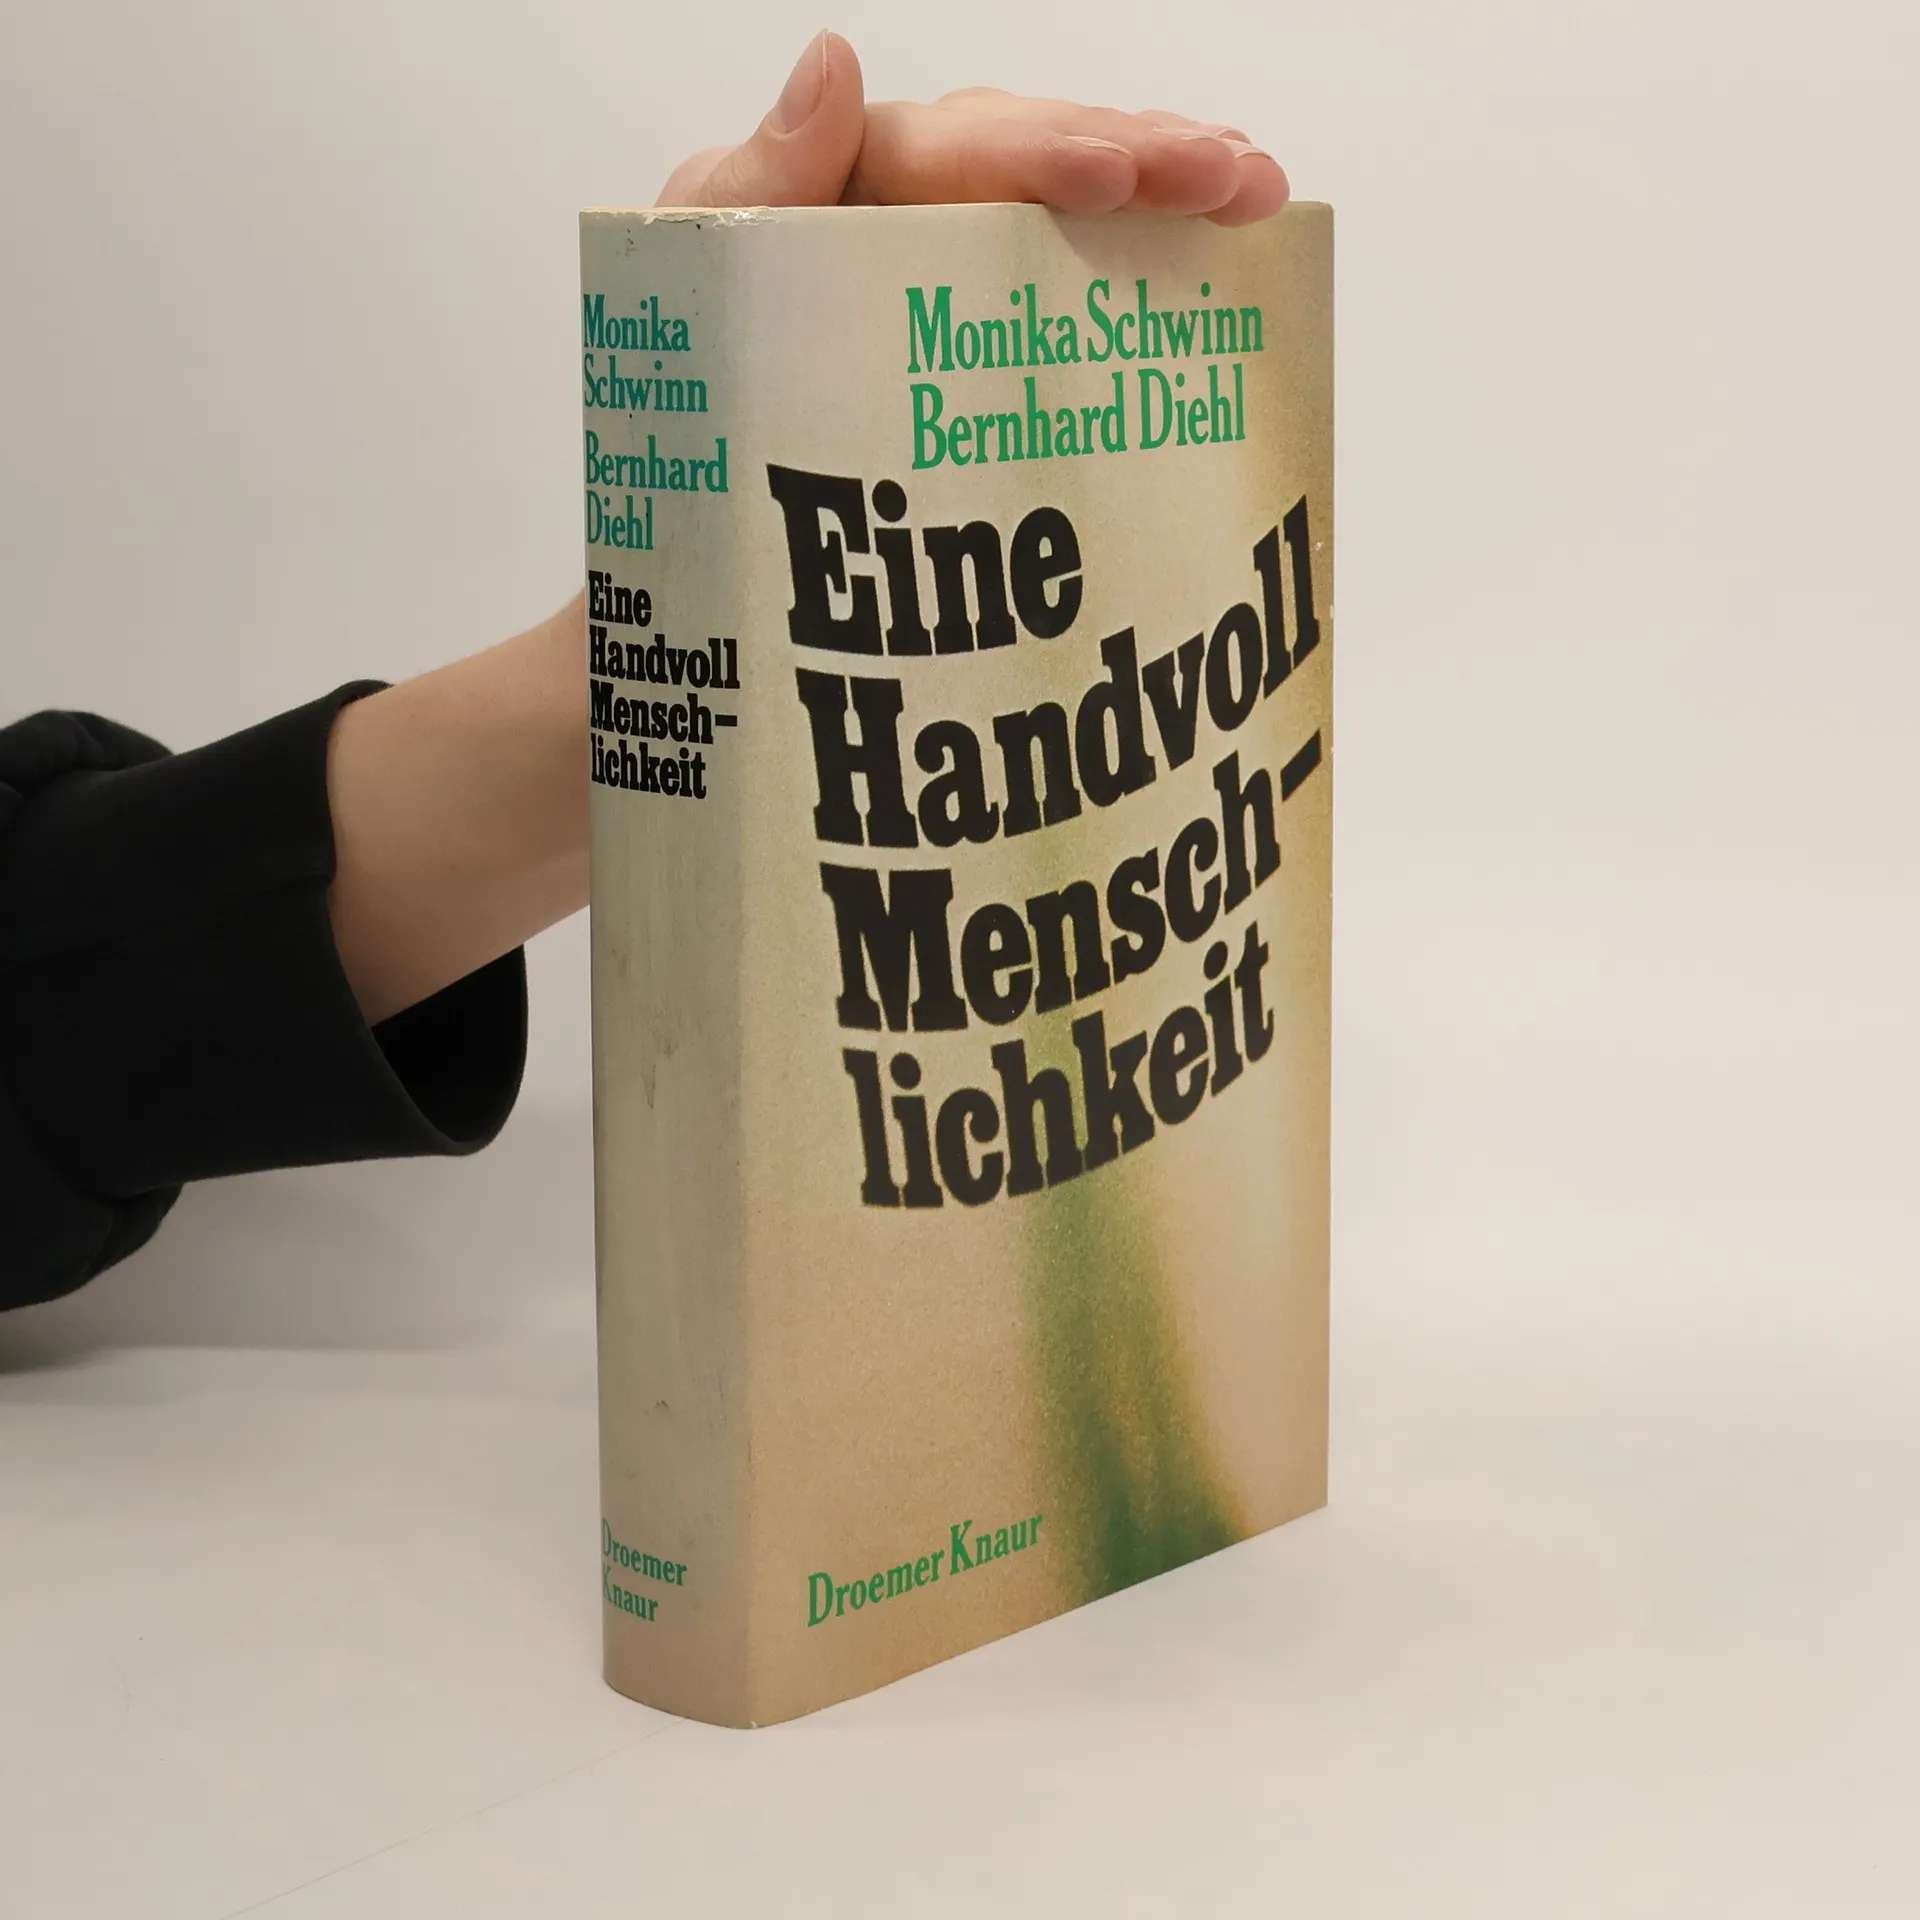 Monika
Schwinn
Bernhard
Diehl
Eine
Handvoll
Mensch-
lichkeit
Droemer
Knaur
Monika Schwinn
Bernhard Diehl
Eine
Handvoll
Mensch-
lichkeit
Droemer Knaur